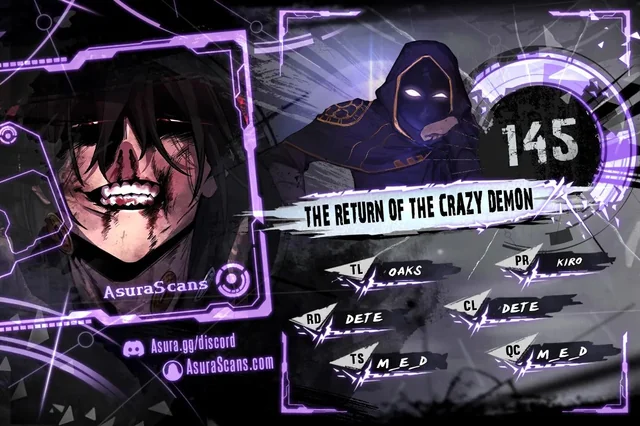 145
THE RETURN OF THE CRAZY DEMON
AsuraScans
TL OAKS
PR KIRO
RD DETE
CL DETE
TS M_E_D
QC M_E_D
Asura.gg/discord
AsuraScans.com